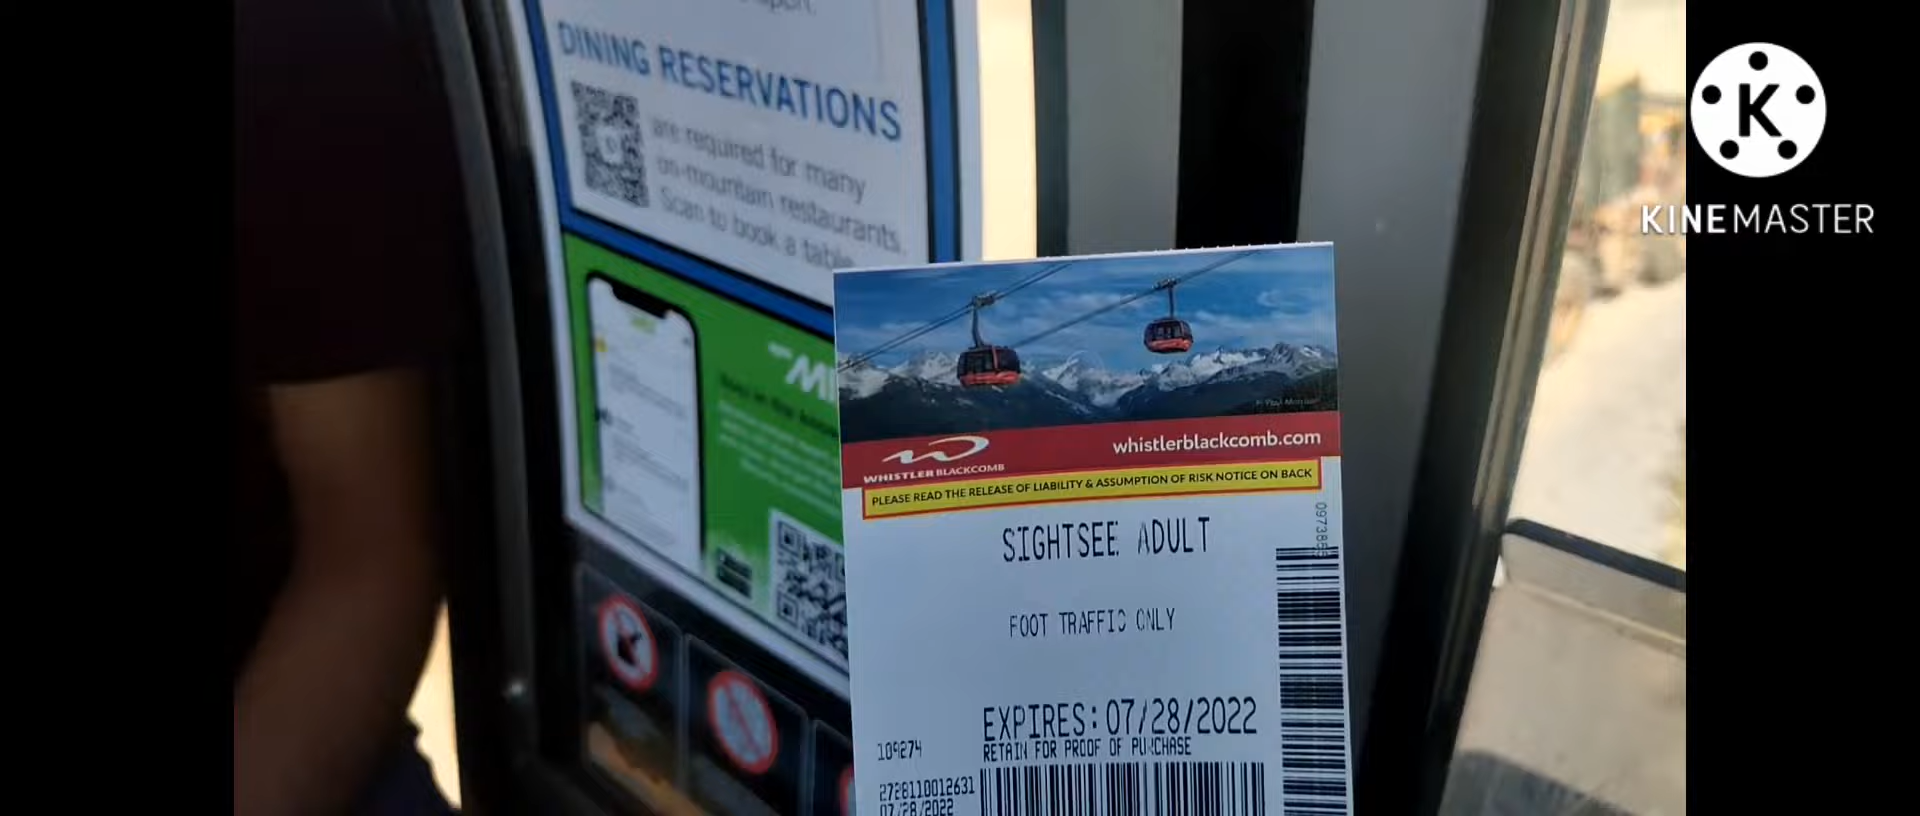 DINING RESERVATIONS
are required for many
on-mountain restaurants.
Scan to book a table
K
KINEMASTER
whistlerblackcomb.com
WHISTLER BLACKCOMB
PLEASE READ THE RELEASE OF LIABILITY & ASSUMPTION OF RISK NOTICE ON BACK
SIGHTSEE ADULT
FOOT TRAFFIC ONLY
EXPIRES: 07/28/2022
109274
RETAIN FOR PROOF OF PURCHASE
2728110012631
07/28/2022